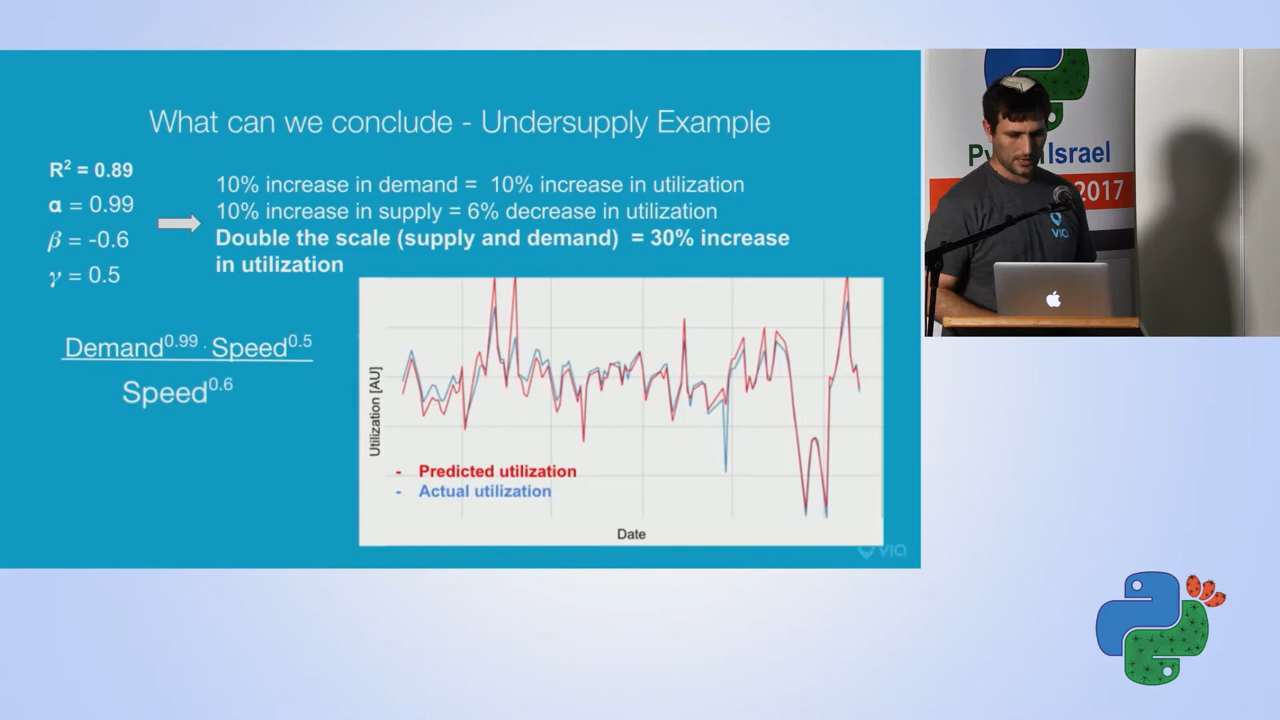 What can we conclude - Undersupply Example
R² = 0.89
α = 0.99
β = -0.6
γ = 0.5
10% increase in demand = 10% increase in utilization
10% increase in supply = 6% decrease in utilization
Double the scale (supply and demand) = 30% increase
in utilization
Demand^0.99 · Speed^0.5
Speed^0.6
Utilization [AU]
- Predicted utilization
- Actual utilization
Date
via
Israel
2017
VIA